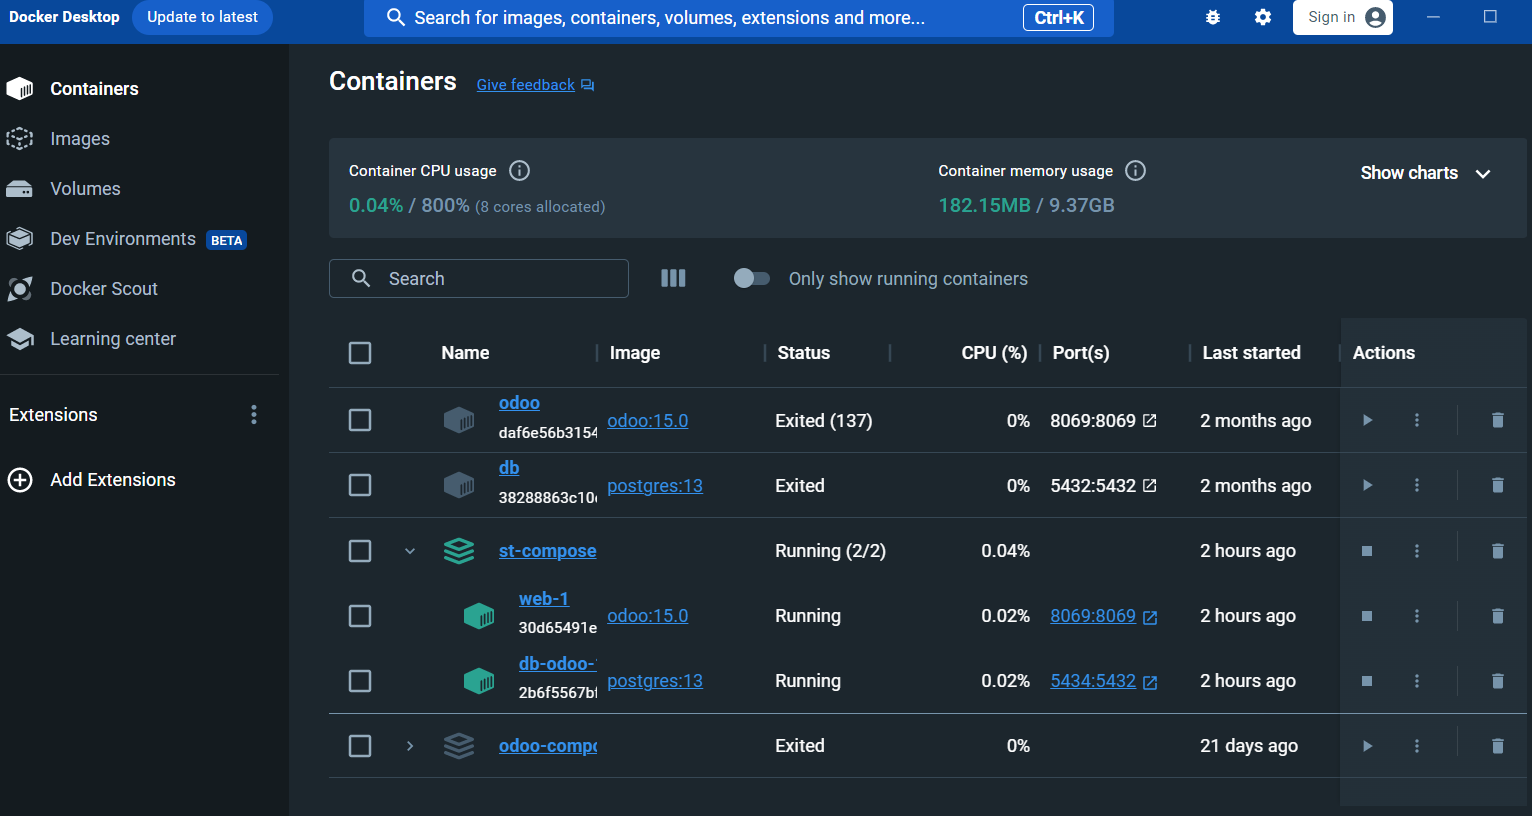 Docker Desktop Update to latest Search for images, containers, volumes, extensions and more... Ctrl+K Sign in
Containers
Images
Volumes
Dev Environments BETA
Docker Scout
Learning center
Extensions
Add Extensions
Containers Give feedback
Container CPU usage Container memory usage Show charts
0.04% / 800% (8 cores allocated) 182.15MB / 9.37GB
Search Only show running containers
Name Image Status CPU (%) Port(s) Last started Actions
odoo
daf6e56b3154 odoo:15.0 Exited (137) 0% 8069:8069 2 months ago
db
38288863c10 postgres:13 Exited 0% 5432:5432 2 months ago
st-compose Running (2/2) 0.04% 2 hours ago
web-1
30d65491e odoo:15.0 Running 0.02% 8069:8069 2 hours ago
db-odoo-
2b6f5567b postgres:13 Running 0.02% 5434:5432 2 hours ago
odoo-compo Exited 0% 21 days ago